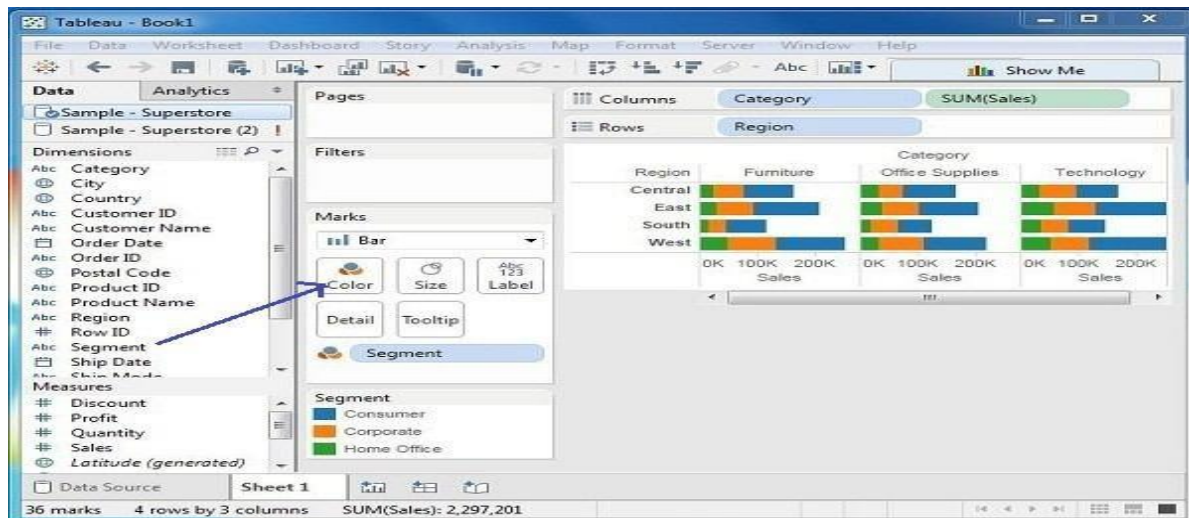 Tableau - Book1
File Data Worksheet Dashboard Story Analysis Map Format Server Window Help
Abc Show Me
Data Analytics
Sample - Superstore
Sample - Superstore (2) !
Dimensions
Abc Category
City
Country
Abc Customer ID
Abc Customer Name
Order Date
Abc Order ID
Postal Code
Abc Product ID
Abc Product Name
Abc Region
# Row ID
Abc Segment
Ship Date
Abc Ship Mode
Measures
# Discount
# Profit
# Quantity
# Sales
Latitude (generated)
Pages
Filters
Marks
Bar
Color Size Abc 123 Label
Detail Tooltip
Segment
Segment
Consumer
Corporate
Home Office
Columns Category SUM(Sales)
Rows Region
Category
Region Furniture Office Supplies Technology
Central
East
South
West
0K 100K 200K 0K 100K 200K 0K 100K 200K
Sales Sales Sales
Data Source Sheet 1
36 marks 4 rows by 3 columns SUM(Sales): 2,297,201